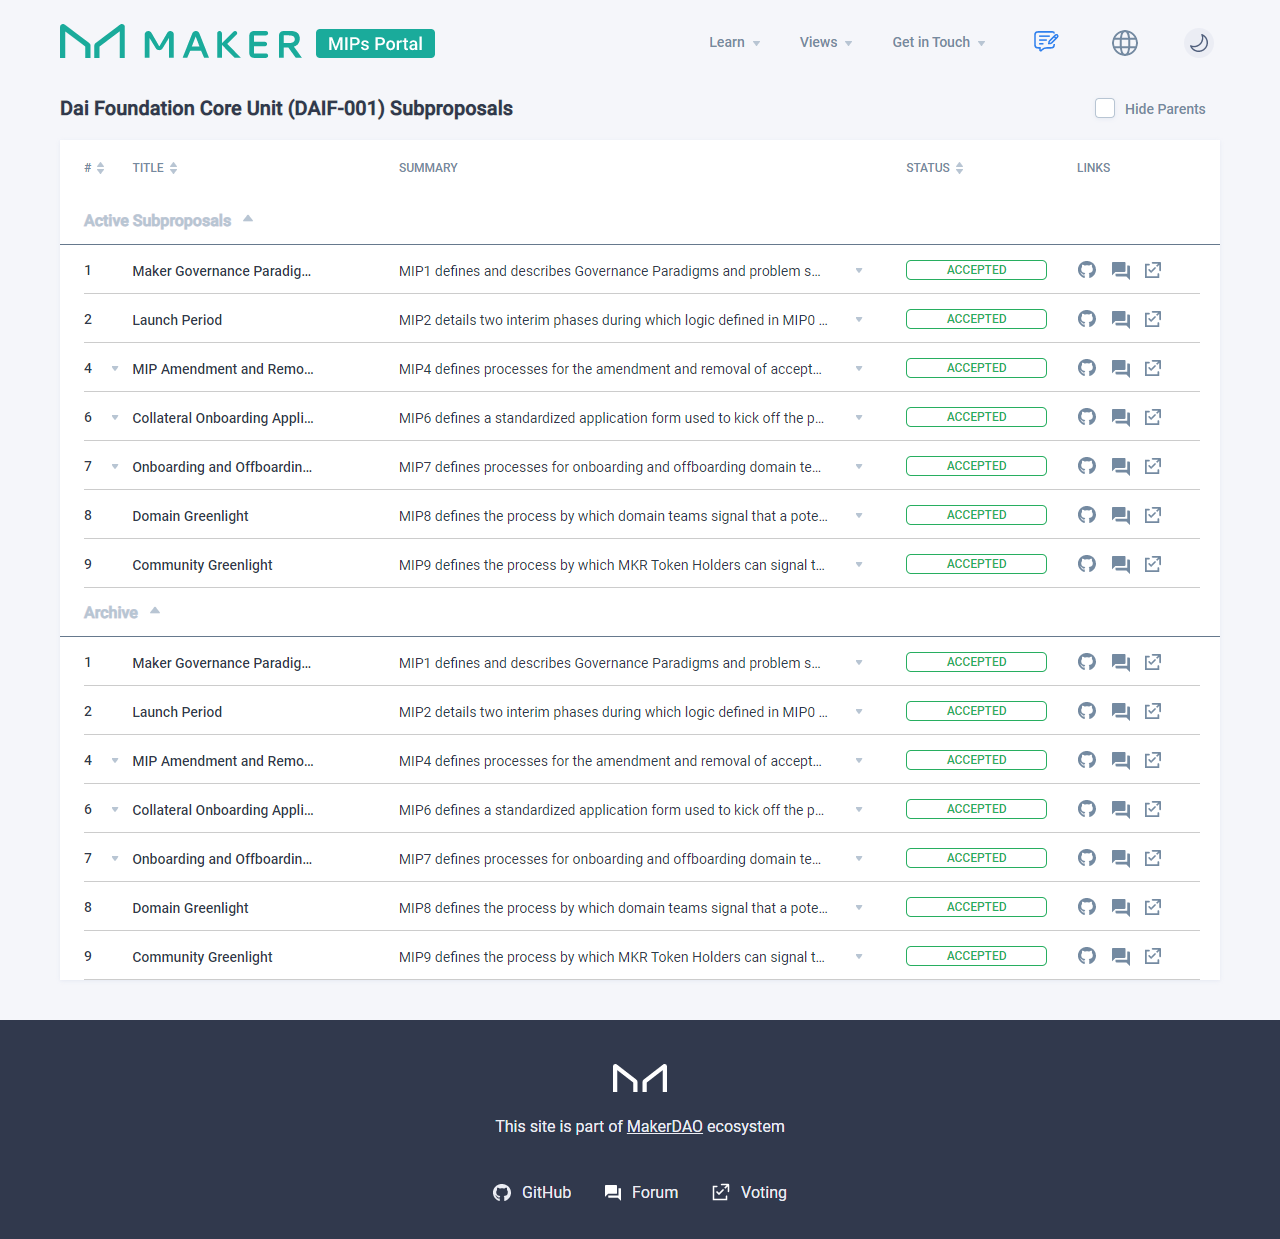 MAKER MIPs Portal Learn Views Get in Touch
Dai Foundation Core Unit (DAIF-001) Subproposals Hide Parents
# TITLE SUMMARY STATUS LINKS
Active Subproposals
1 Maker Governance Paradig... MIP1 defines and describes Governance Paradigms and problem s... ACCEPTED
2 Launch Period MIP2 details two interim phases during which logic defined in MIP0 ... ACCEPTED
4 MIP Amendment and Remo... MIP4 defines processes for the amendment and removal of accept... ACCEPTED
6 Collateral Onboarding Appli... MIP6 defines a standardized application form used to kick off the p... ACCEPTED
7 Onboarding and Offboardin... MIP7 defines processes for onboarding and offboarding domain te... ACCEPTED
8 Domain Greenlight MIP8 defines the process by which domain teams signal that a pote... ACCEPTED
9 Community Greenlight MIP9 defines the process by which MKR Token Holders can signal t... ACCEPTED
Archive
1 Maker Governance Paradig... MIP1 defines and describes Governance Paradigms and problem s... ACCEPTED
2 Launch Period MIP2 details two interim phases during which logic defined in MIP0 ... ACCEPTED
4 MIP Amendment and Remo... MIP4 defines processes for the amendment and removal of accept... ACCEPTED
6 Collateral Onboarding Appli... MIP6 defines a standardized application form used to kick off the p... ACCEPTED
7 Onboarding and Offboardin... MIP7 defines processes for onboarding and offboarding domain te... ACCEPTED
8 Domain Greenlight MIP8 defines the process by which domain teams signal that a pote... ACCEPTED
9 Community Greenlight MIP9 defines the process by which MKR Token Holders can signal t... ACCEPTED
This site is part of MakerDAO ecosystem
GitHub Forum Voting